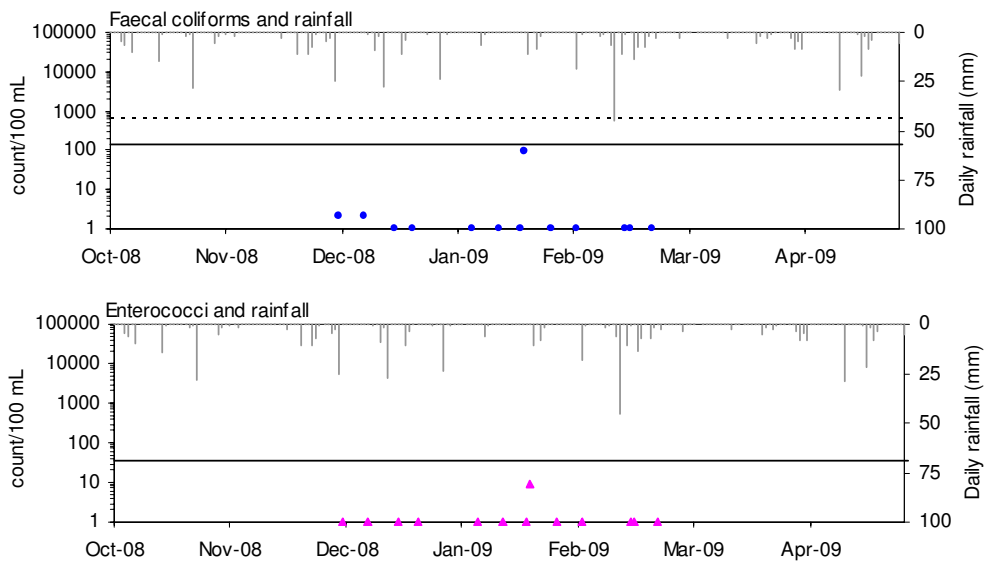 Faecal coliforms and rainfall
100000
10000
1000
100
10
1
count/100 mL
0
25
50
75
100
Daily rainfall (mm)
Oct-08 Nov-08 Dec-08 Jan-09 Feb-09 Mar-09 Apr-09
Enterococci and rainfall
100000
10000
1000
100
10
1
count/100 mL
0
25
50
75
100
Daily rainfall (mm)
Oct-08 Nov-08 Dec-08 Jan-09 Feb-09 Mar-09 Apr-09